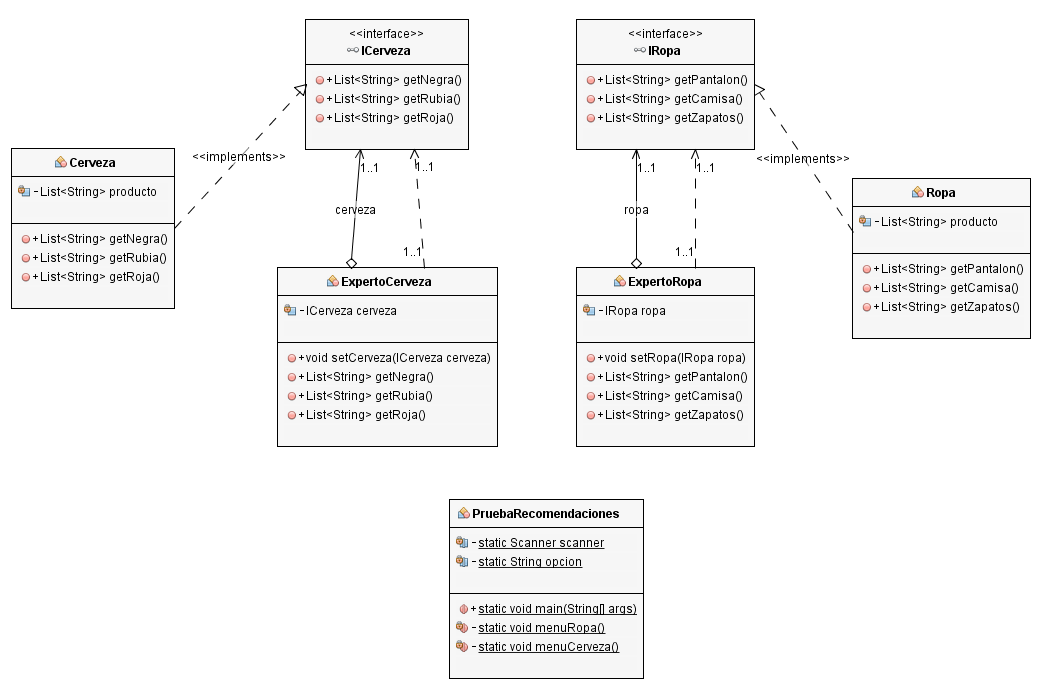 <<interface>>
ICerveza
+List<String> getNegra()
+List<String> getRubia()
+List<String> getRoja()
<<interface>>
IRopa
+List<String> getPantalon()
+List<String> getCamisa()
+List<String> getZapatos()
<<implements>>
<<implements>>
1..1
1..1
1..1
1..1
Cerveza
-List<String> producto
+List<String> getNegra()
+List<String> getRubia()
+List<String> getRoja()
cerveza
ropa
Ropa
-List<String> producto
+List<String> getPantalon()
+List<String> getCamisa()
+List<String> getZapatos()
1..1
1..1
ExpertoCerveza
-ICerveza cerveza
+void setCerveza(ICerveza cerveza)
+List<String> getNegra()
+List<String> getRubia()
+List<String> getRoja()
ExpertoRopa
-IRopa ropa
+void setRopa(IRopa ropa)
+List<String> getPantalon()
+List<String> getCamisa()
+List<String> getZapatos()
PruebaRecomendaciones
-static Scanner scanner
-static String opcion
+static void main(String[] args)
-static void menuRopa()
-static void menuCerveza()